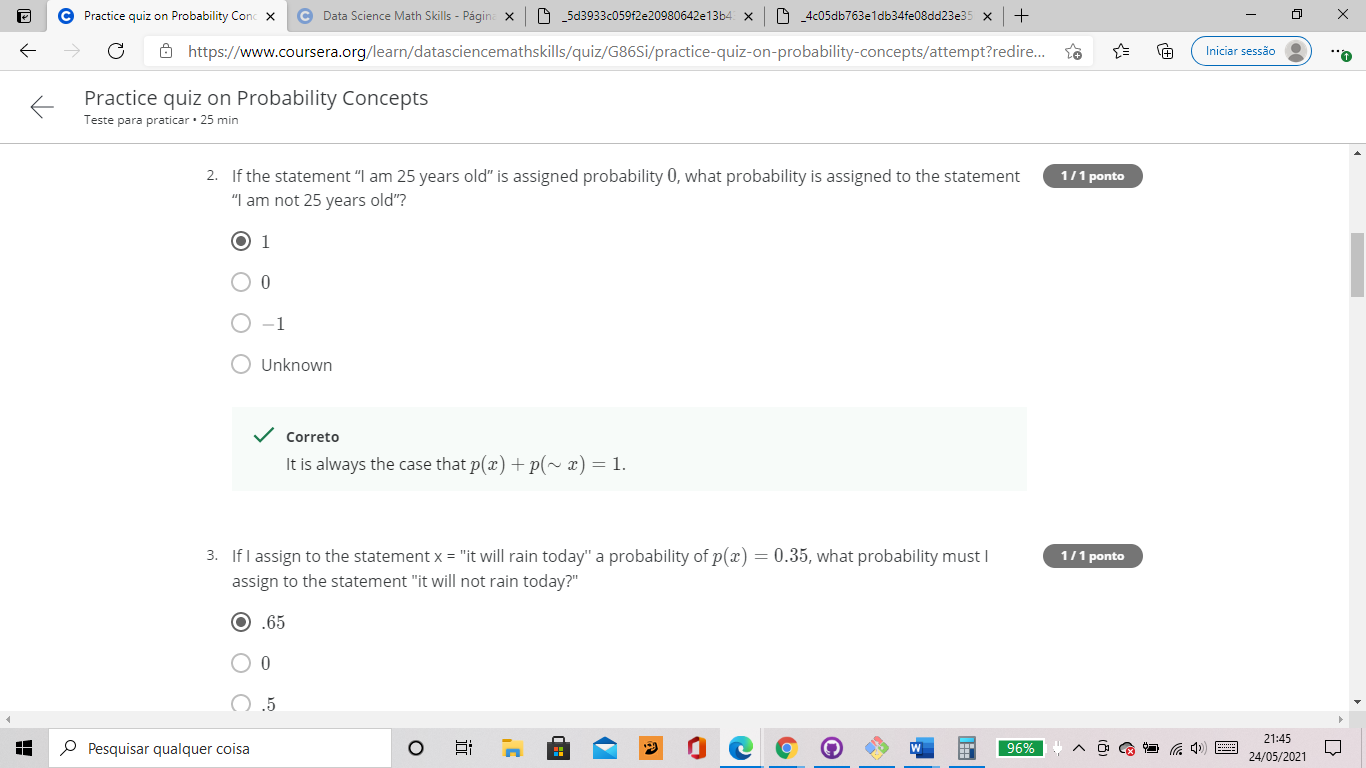 Practice quiz on Probability Conc
Data Science Math Skills - Págin
_5d3933c059f2e20980642e13b4
_4c05db763e1db34fe08dd23e35
https://www.coursera.org/learn/datasciencemathskills/quiz/G86Si/practice-quiz-on-probability-concepts/attempt?redire...
Iniciar sessão
Practice quiz on Probability Concepts
Teste para praticar • 25 min
2. If the statement “I am 25 years old” is assigned probability 0, what probability is assigned to the statement
“I am not 25 years old”?
1 / 1 ponto
1
0
−1
Unknown
Correto
It is always the case that p(x) + p(∼ x) = 1.
3. If I assign to the statement x = "it will rain today'' a probability of p(x) = 0.35, what probability must I
assign to the statement "it will not rain today?"
1 / 1 ponto
.65
0
.5
Pesquisar qualquer coisa
96%
21:45
24/05/2021